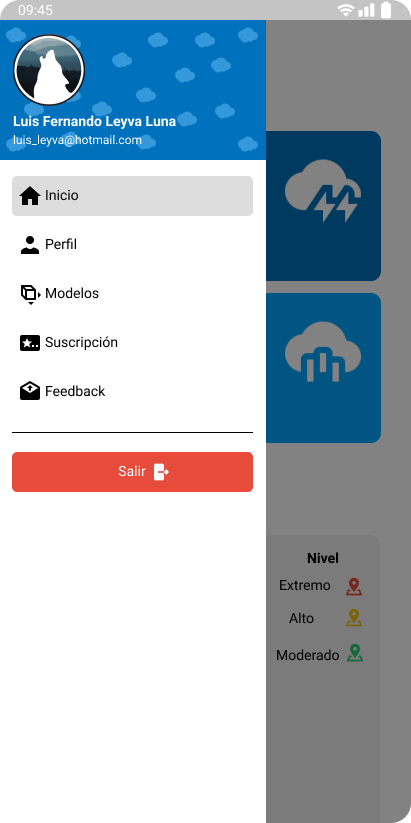 09:45
Luis Fernando Leyva Luna
luis_leyva@hotmail.com
Inicio
Perfil
Modelos
Suscripción
Feedback
Salir
Nivel
Extremo
Alto
Moderado